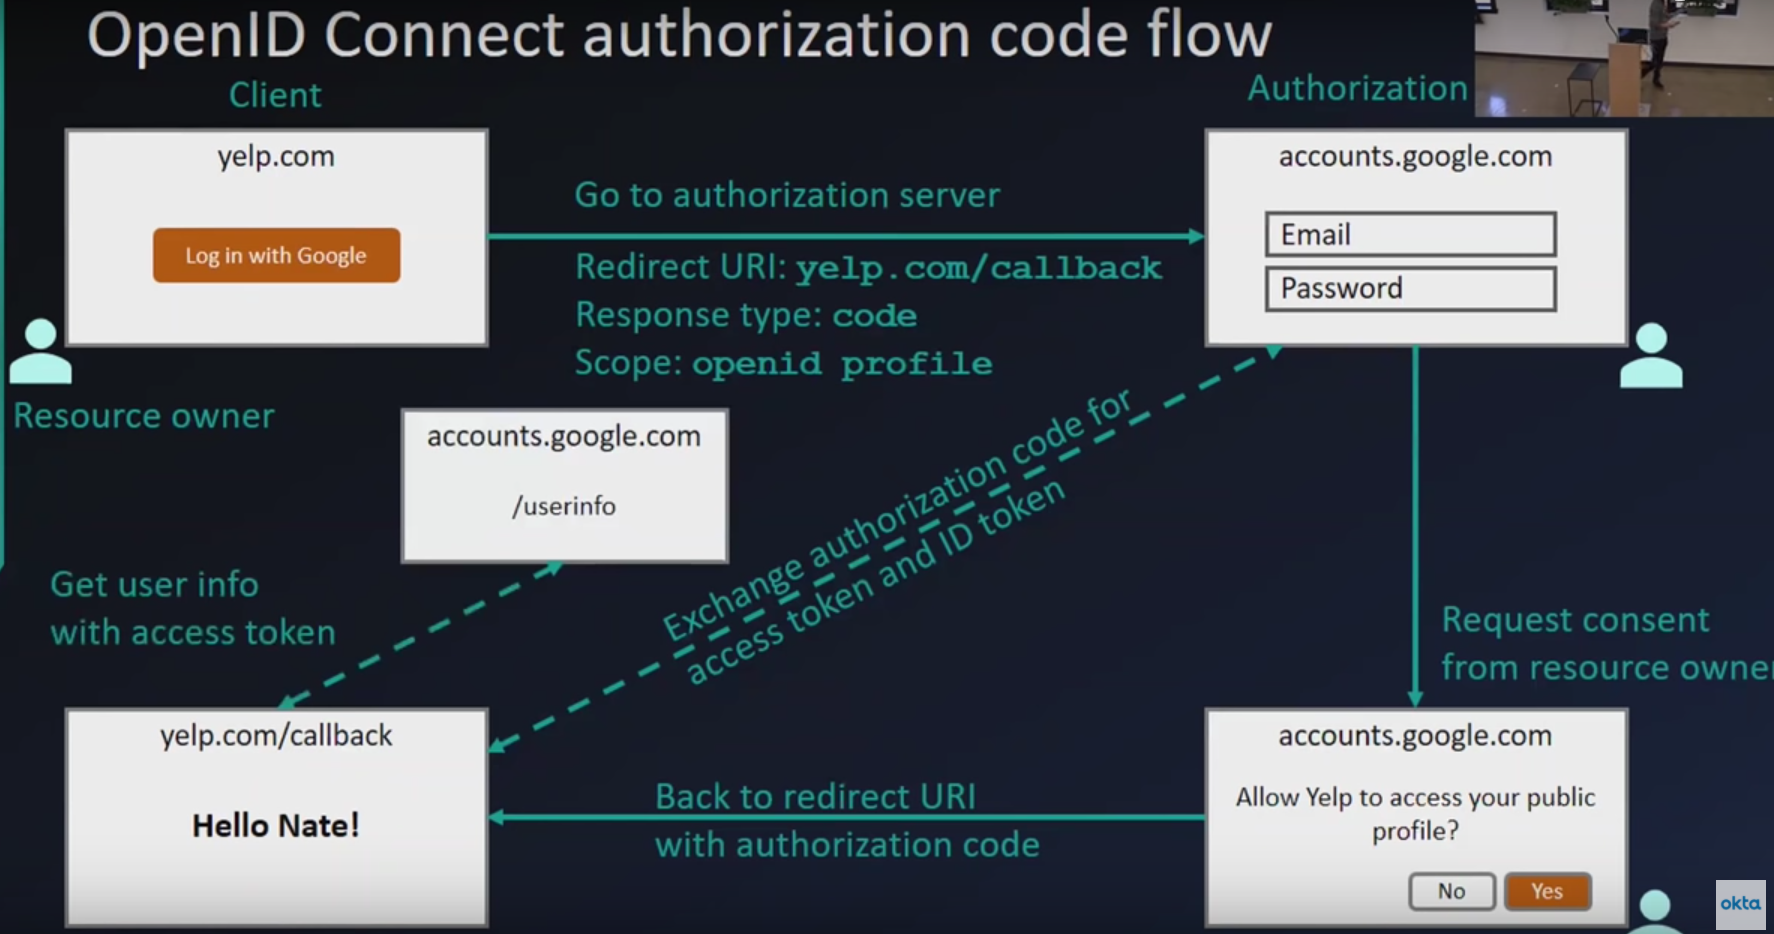 OpenID Connect authorization code flow
Client
Authorization
yelp.com
Log in with Google
Resource owner
Go to authorization server
Redirect URI: yelp.com/callback
Response type: code
Scope: openid profile
accounts.google.com
Email
Password
accounts.google.com
/userinfo
Exchange authorization code for
access token and ID token
Get user info
with access token
Request consent
from resource owner
yelp.com/callback
Hello Nate!
Back to redirect URI
with authorization code
accounts.google.com
Allow Yelp to access your public
profile?
No
Yes
okta